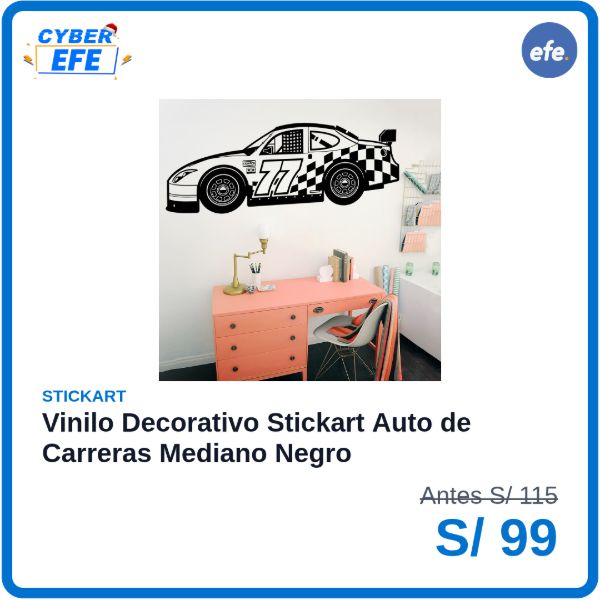 CYBER
EFE
efe.
77
STICKART
Vinilo Decorativo Stickart Auto de
Carreras Mediano Negro
Antes S/ 115
S/ 99